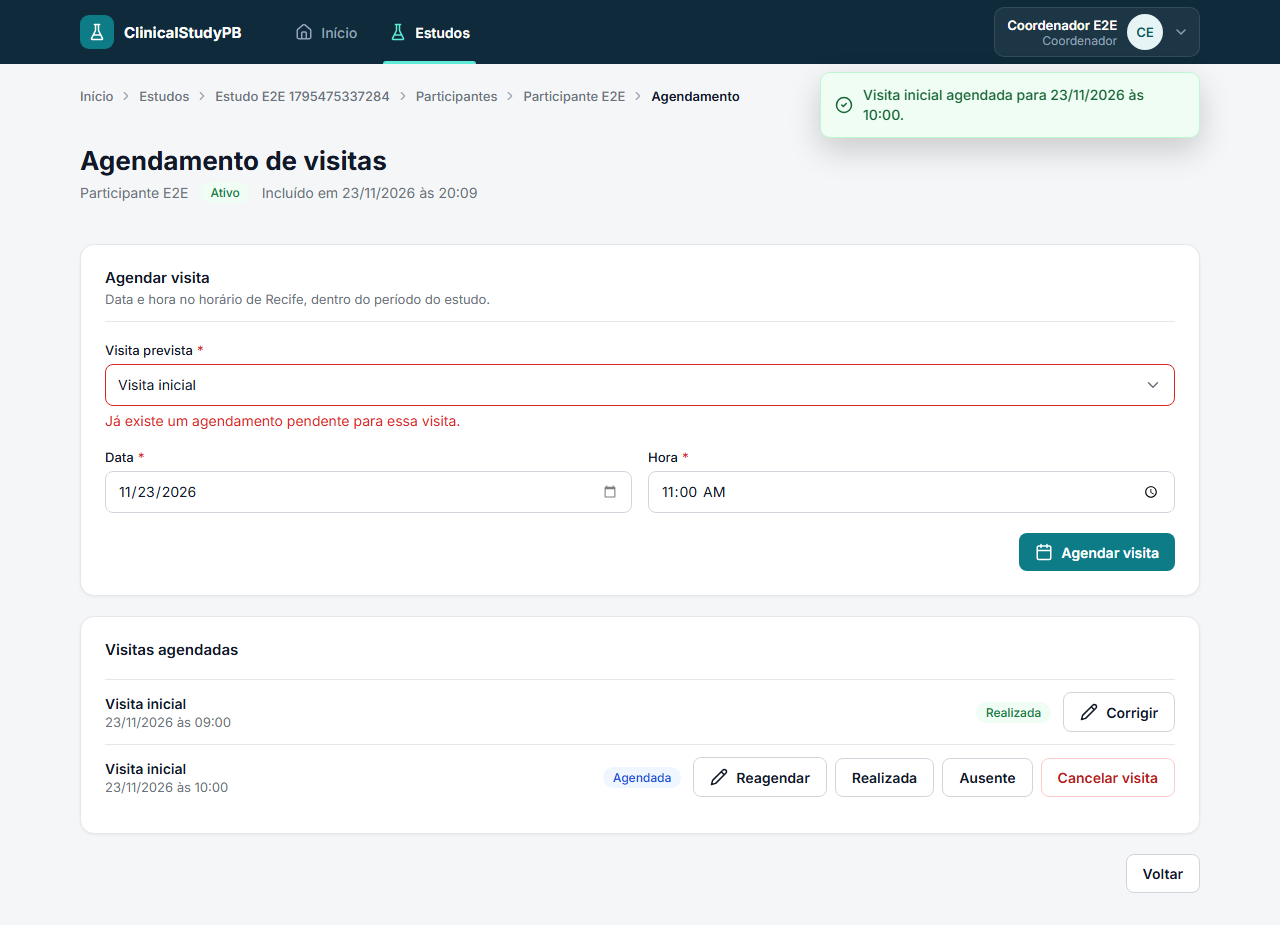 ClinicalStudyPB
Início
Estudos
Coordenador E2E
Coordenador
CE
Início > Estudos > Estudo E2E 1795475337284 > Participantes > Participante E2E > Agendamento
Visita inicial agendada para 23/11/2026 às
10:00.
Agendamento de visitas
Participante E2E Ativo Incluído em 23/11/2026 às 20:09
Agendar visita
Data e hora no horário de Recife, dentro do período do estudo.
Visita prevista *
Visita inicial
Já existe um agendamento pendente para essa visita.
Data *
Hora *
11/23/2026
11:00 AM
Agendar visita
Visitas agendadas
Visita inicial
23/11/2026 às 09:00
Realizada
Corrigir
Visita inicial
23/11/2026 às 10:00
Agendada
Reagendar
Realizada
Ausente
Cancelar visita
Voltar